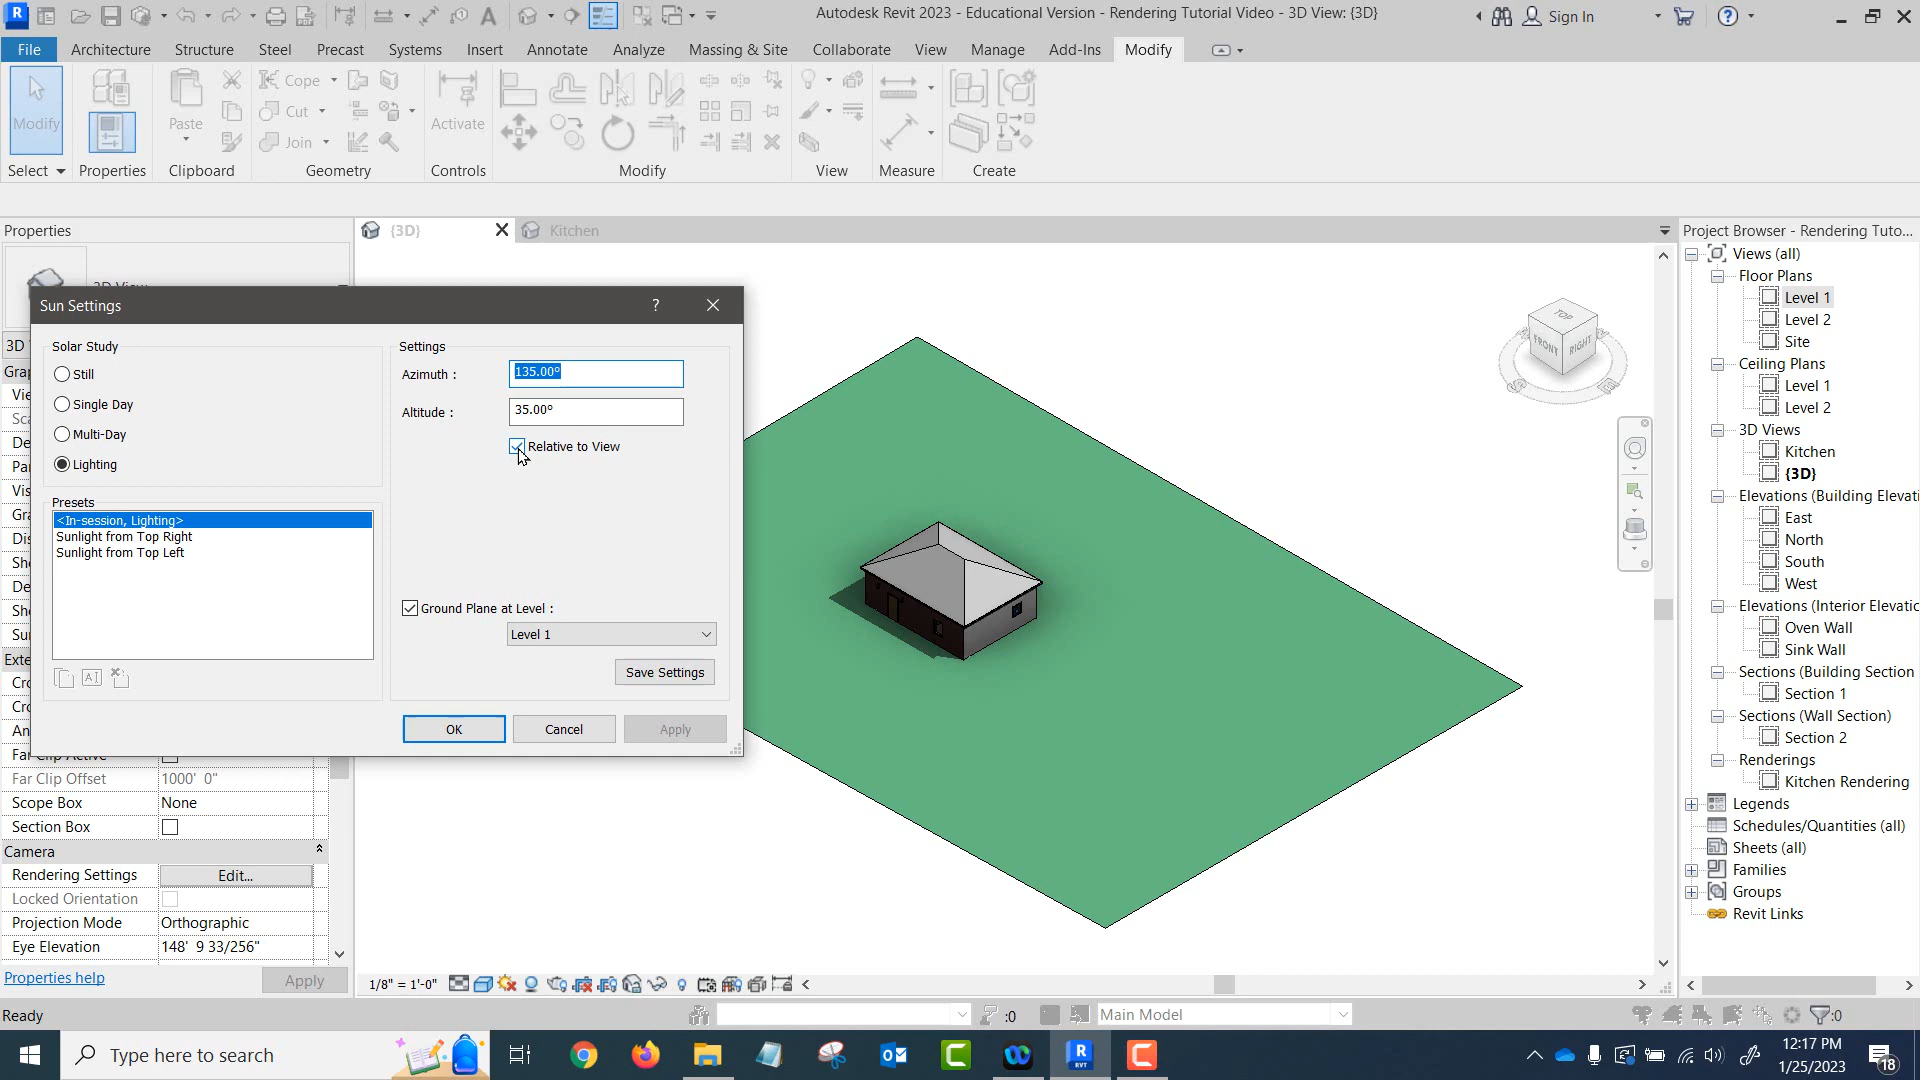 Autodesk Revit 2023 - Educational Version - Rendering Tutorial Video - 3D View: {3D}
Sign In
File
Architecture
Structure
Steel
Precast
Systems
Insert
Annotate
Analyze
Massing & Site
Collaborate
View
Manage
Add-Ins
Modify
Modify
Paste
Cope
Cut
Join
Activate
Select
Properties
Clipboard
Geometry
Controls
Modify
View
Measure
Create
Properties
{3D}
Kitchen
Project Browser - Rendering Tuto...
Sun Settings
?
Solar Study
Still
Single Day
Multi-Day
Lighting
Presets
<In-session, Lighting>
Sunlight from Top Right
Sunlight from Top Left
Settings
Azimuth :
135.00°
Altitude :
35.00°
Relative to View
Ground Plane at Level :
Level 1
Save Settings
OK
Cancel
Apply
Far Clip Offset
1000' 0"
Scope Box
None
Section Box
Camera
Rendering Settings
Edit...
Locked Orientation
Projection Mode
Orthographic
Eye Elevation
148' 9 33/256"
Properties help
Apply
TOP
FRONT
RIGHT
Views (all)
Floor Plans
Level 1
Level 2
Site
Ceiling Plans
Level 1
Level 2
3D Views
Kitchen
{3D}
Elevations (Building Elevati
East
North
South
West
Elevations (Interior Elevatic
Oven Wall
Sink Wall
Sections (Building Section
Section 1
Sections (Wall Section)
Section 2
Renderings
Kitchen Rendering
Legends
Schedules/Quantities (all)
Sheets (all)
Families
Groups
Revit Links
1/8" = 1'-0"
Ready
:0
Main Model
:0
Type here to search
12:17 PM
1/25/2023
18